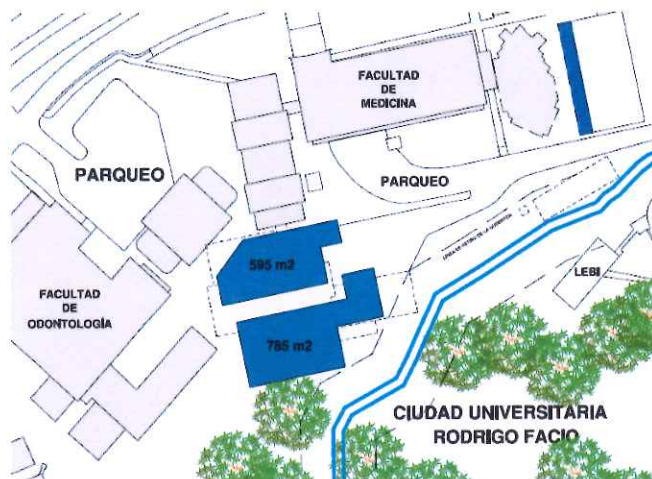 FACULTAD
DE
MEDICINA
PARQUEO
PARQUEO
595 m2
LEBI
FACULTAD
DE
ODONTOLOGÍA
785 m2
CIUDAD UNIVERSITARIA
RODRIGO FACIO